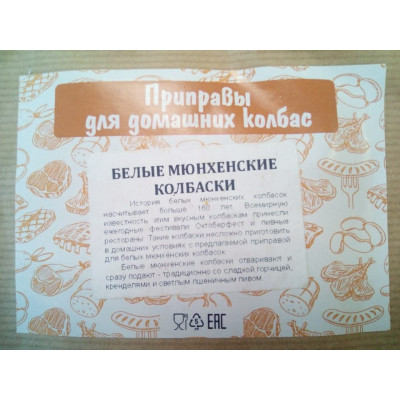 Приправы
для домашних колбас
БЕЛЫЕ МЮНХЕНСКИЕ
КОЛБАСКИ
История белых мюнхенских колбасок
насчитывает больше 160 лет. Всемирную
известность этим вкусным колбаскам принесли
ежегодные фестивали Октоберфест и пивные
рестораны. Такие колбаски несложно приготовить
в домашних условиях с предлагаемой приправой
для белых мюнхенских колбасок.
Белые мюнхенские колбаски отваривают и
сразу подают - традиционно со сладкой горчицей,
кренделями и светлым пшеничным пивом.
EAC